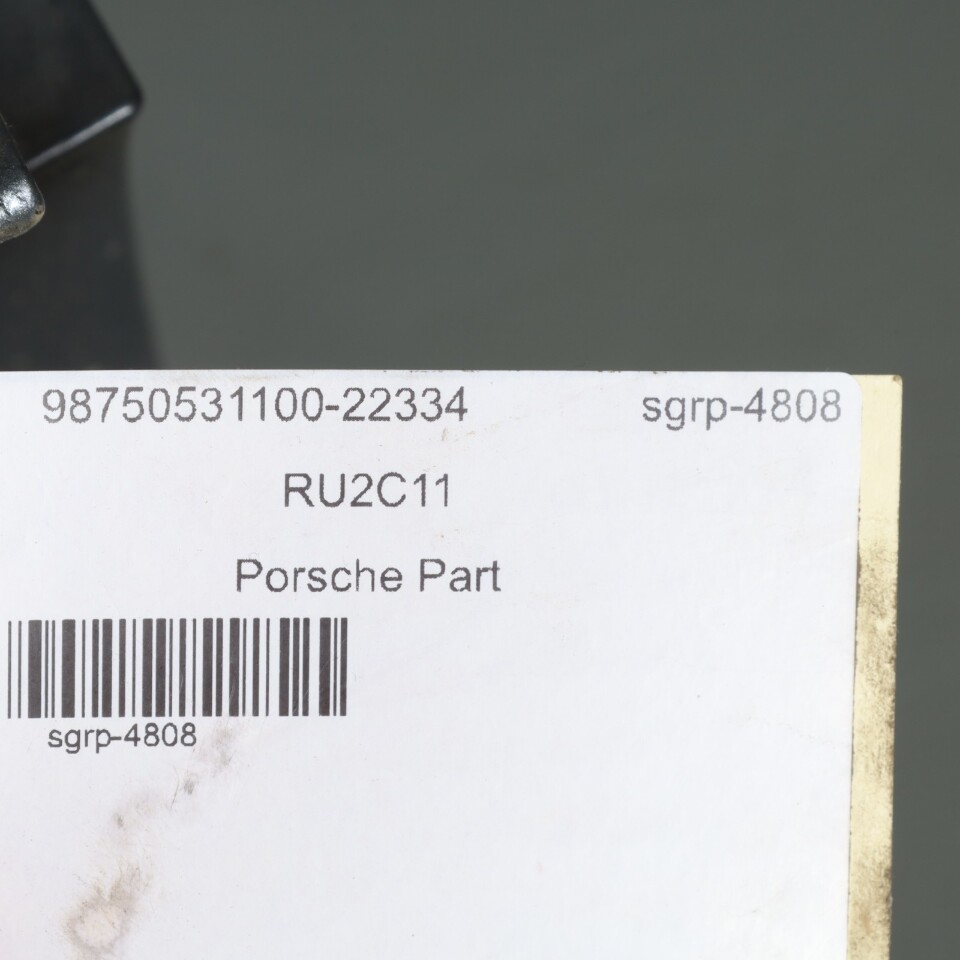 98750531100-22334 sgrp-4808
RU2C11
Porsche Part
sgrp-4808